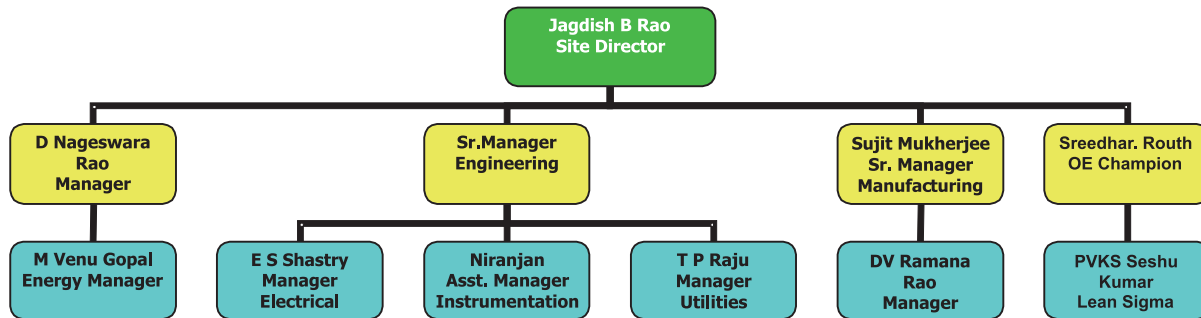 Jagdish B Rao
Site Director
D Nageswara
Rao
Manager
Sr.Manager
Engineering
Sujit Mukherjee
Sr. Manager
Manufacturing
Sreedhar. Routh
OE Champion
M Venu Gopal
Energy Manager
E S Shastry
Manager
Electrical
Niranjan
Asst. Manager
Instrumentation
T P Raju
Manager
Utilities
DV Ramana
Rao
Manager
PVKS Seshu
Kumar
Lean Sigma